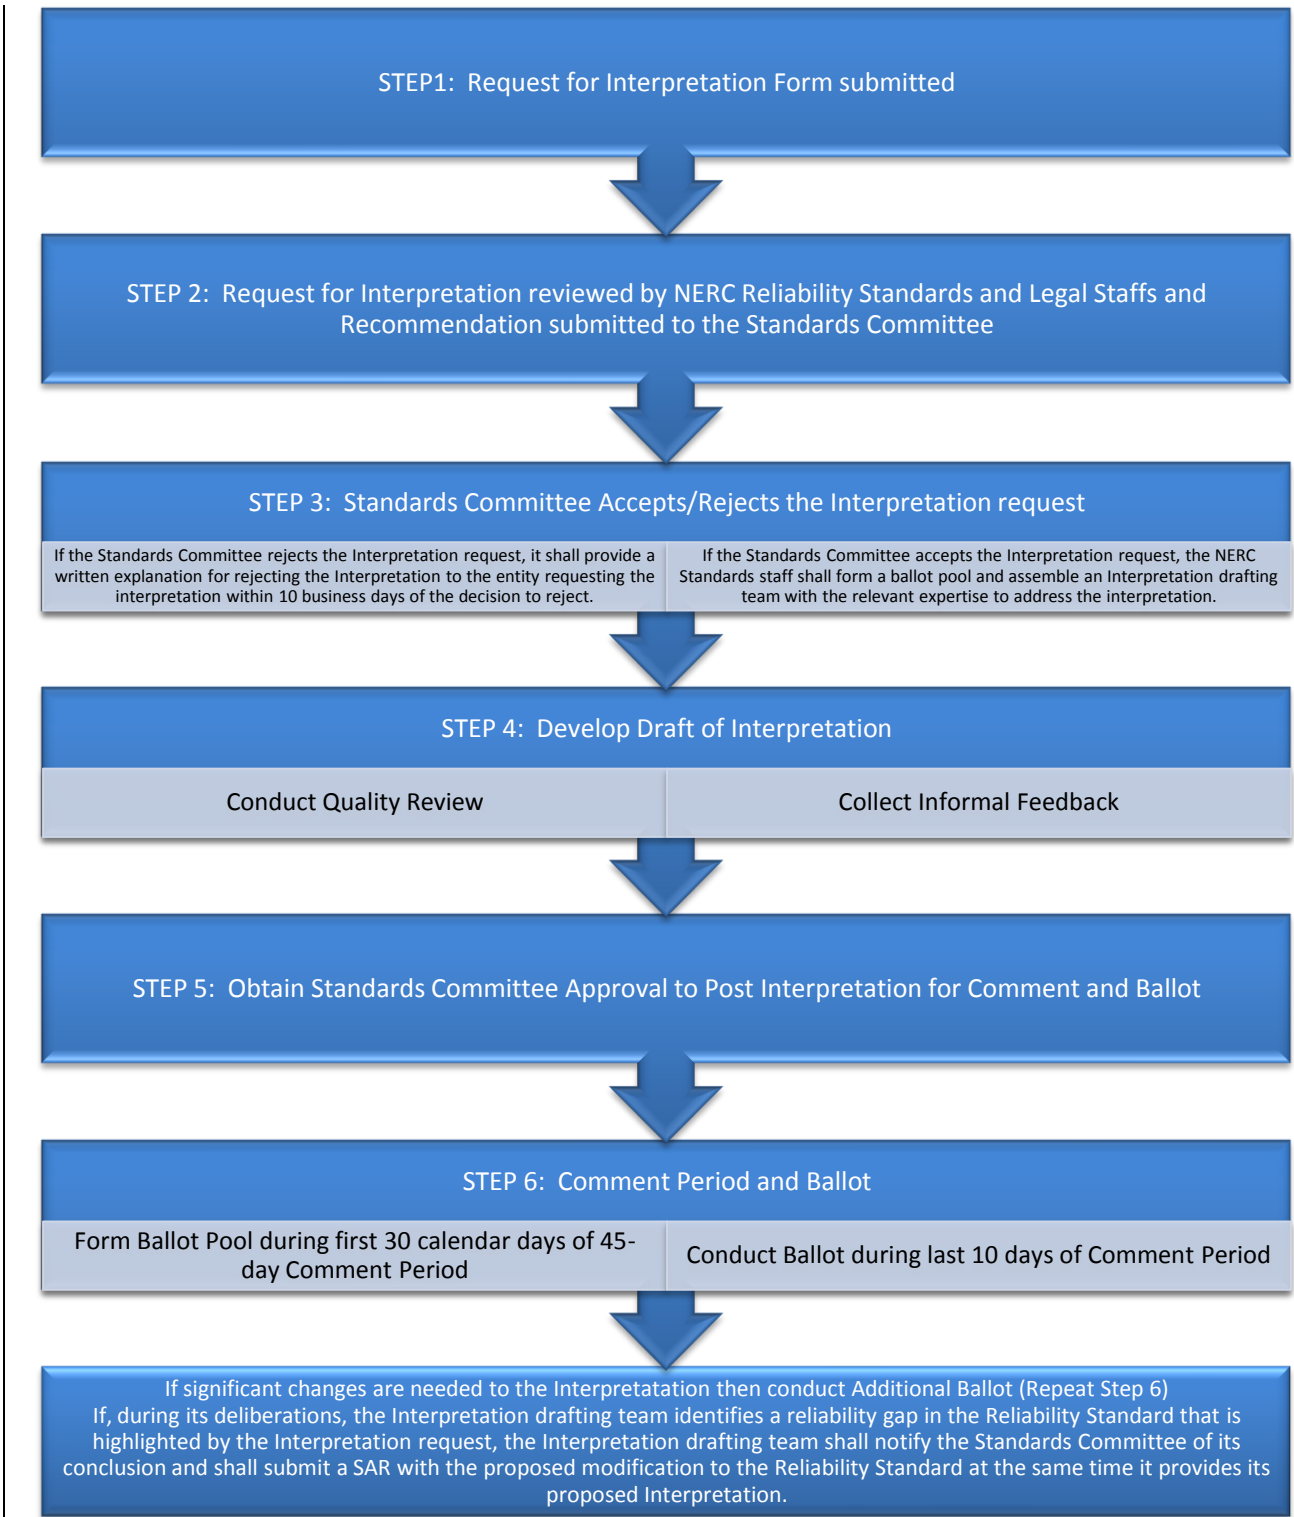 STEP1:  Request for Interpretation Form submitted
STEP 2:  Request for Interpretation reviewed by NERC Reliability Standards and Legal Staffs and
Recommendation submitted to the Standards Committee
STEP 3:  Standards Committee Accepts/Rejects the Interpretation request
If the Standards Committee rejects the Interpretation request, it shall provide a
written explanation for rejecting the Interpretation to the entity requesting the
interpretation within 10 business days of the decision to reject.
If the Standards Committee accepts the Interpretation request, the NERC
Standards staff shall form a ballot pool and assemble an Interpretation drafting
team with the relevant expertise to address the interpretation.
STEP 4:  Develop Draft of Interpretation
Conduct Quality Review
Collect Informal Feedback
STEP 5:  Obtain Standards Committee Approval to Post Interpretation for Comment and Ballot
STEP 6:  Comment Period and Ballot
Form Ballot Pool during first 30 calendar days of 45-
day Comment Period
Conduct Ballot during last 10 days of Comment Period
If significant changes are needed to the Interpretatation then conduct Additional Ballot (Repeat Step 6)
If, during its deliberations, the Interpretation drafting team identifies a reliability gap in the Reliability Standard that is
highlighted by the Interpretation request, the Interpretation drafting team shall notify the Standards Committee of its
conclusion and shall submit a SAR with the proposed modification to the Reliability Standard at the same time it provides its
proposed Interpretation.